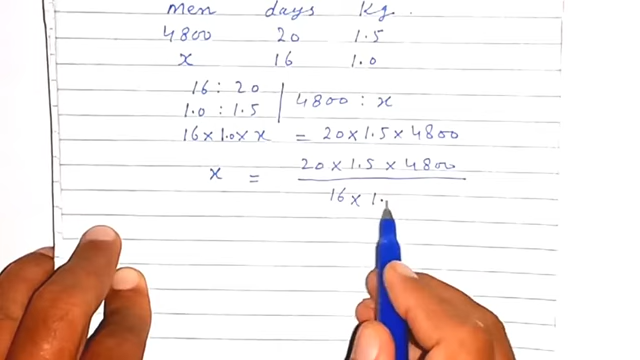 men days Kg.
4800 20 1.5
x 16 1.0
16 : 20
1.0 : 1.5
4800 : x
16 x 1.0 x x = 20 x 1.5 x 4800
x = 20 x 1.5 x 4800
16 x 1.